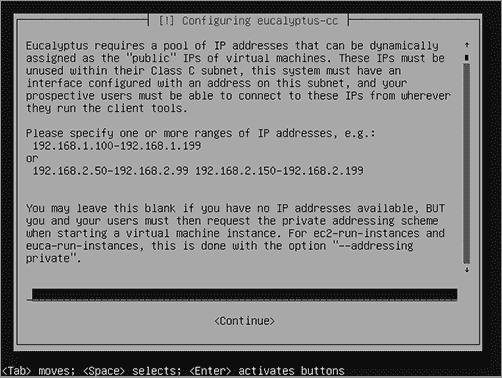 [!] Configuring eucalyptus-cc
Eucalyptus requires a pool of IP addresses that can be dynamically
assigned as the "public" IPs of virtual machines. These IPs must be
unused within their Class C subnet, this system must have an
interface configured with an address on this subnet, and your
prospective users must be able to connect to these IPs from wherever
they run the client tools.
Please specify one or more ranges of IP addresses, e.g.:
192.168.1.100-192.168.1.199
or
192.168.2.50-192.168.2.99 192.168.2.150-192.168.2.199
You may leave this blank if you have no IP addresses available, BUT
you and your users must then request the private addressing scheme
when starting a virtual machine instance. For ec2-run-instances and
euca-run-instances, this is done with the option "--addressing
private".
<Continue>
<Tab> moves; <Space> selects; <Enter> activates buttons